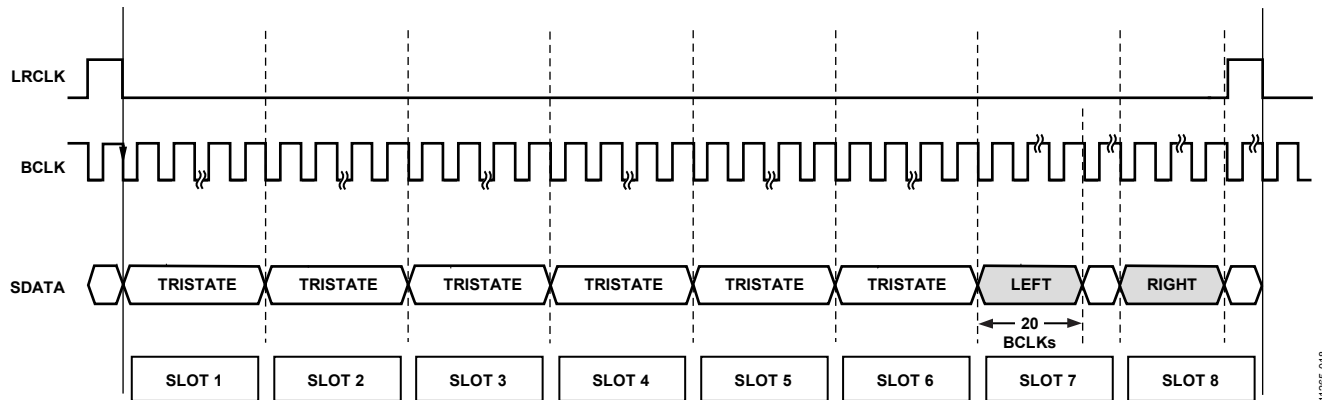 LRCLK
BCLK
SDATA
TRISTATE TRISTATE TRISTATE TRISTATE TRISTATE TRISTATE LEFT RIGHT
20
BCLKs
SLOT 1 SLOT 2 SLOT 3 SLOT 4 SLOT 5 SLOT 6 SLOT 7 SLOT 8